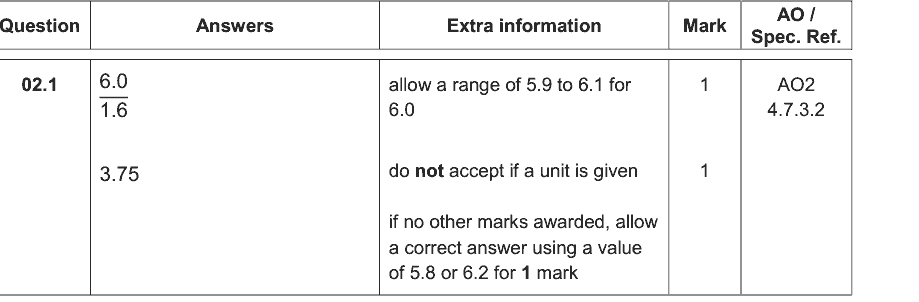 Question Answers Extra information Mark AO /
Spec. Ref.
02.1 6.0 allow a range of 5.9 to 6.1 for 1 AO2
1.6 6.0 4.7.3.2
3.75 do not accept if a unit is given 1
if no other marks awarded, allow
a correct answer using a value
of 5.8 or 6.2 for 1 mark